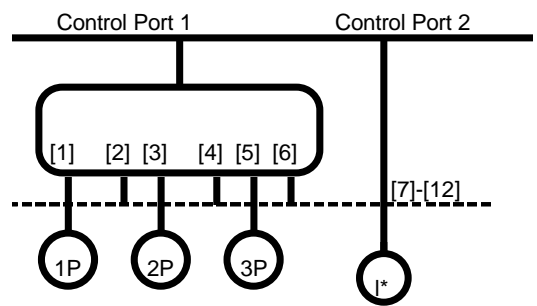 Control Port 1 Control Port 2
[1] [2] [3] [4] [5] [6]
[7]-[12]
1P 2P 3P I*